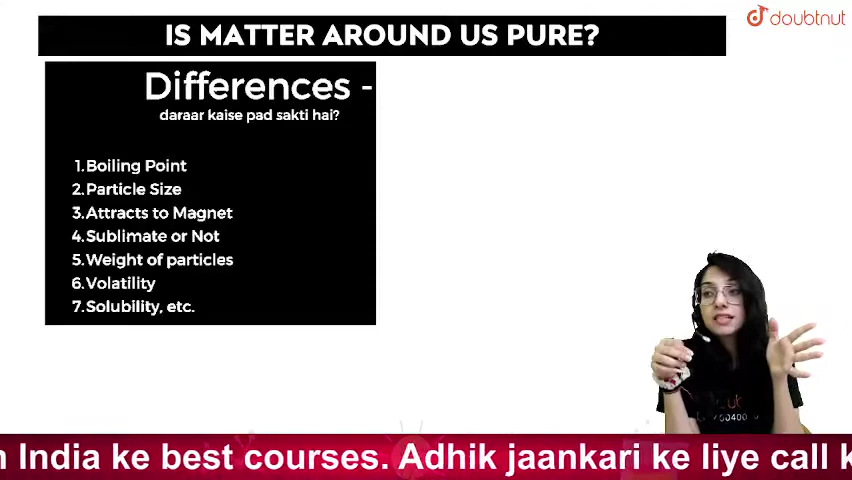 IS MATTER AROUND US PURE?
doubtnut
Differences -
daraar kaise pad sakti hai?
1. Boiling Point
2. Particle Size
3. Attracts to Magnet
4. Sublimate or Not
5. Weight of particles
6. Volatility
7. Solubility, etc.
India ke best courses. Adhik jaankari ke liye call